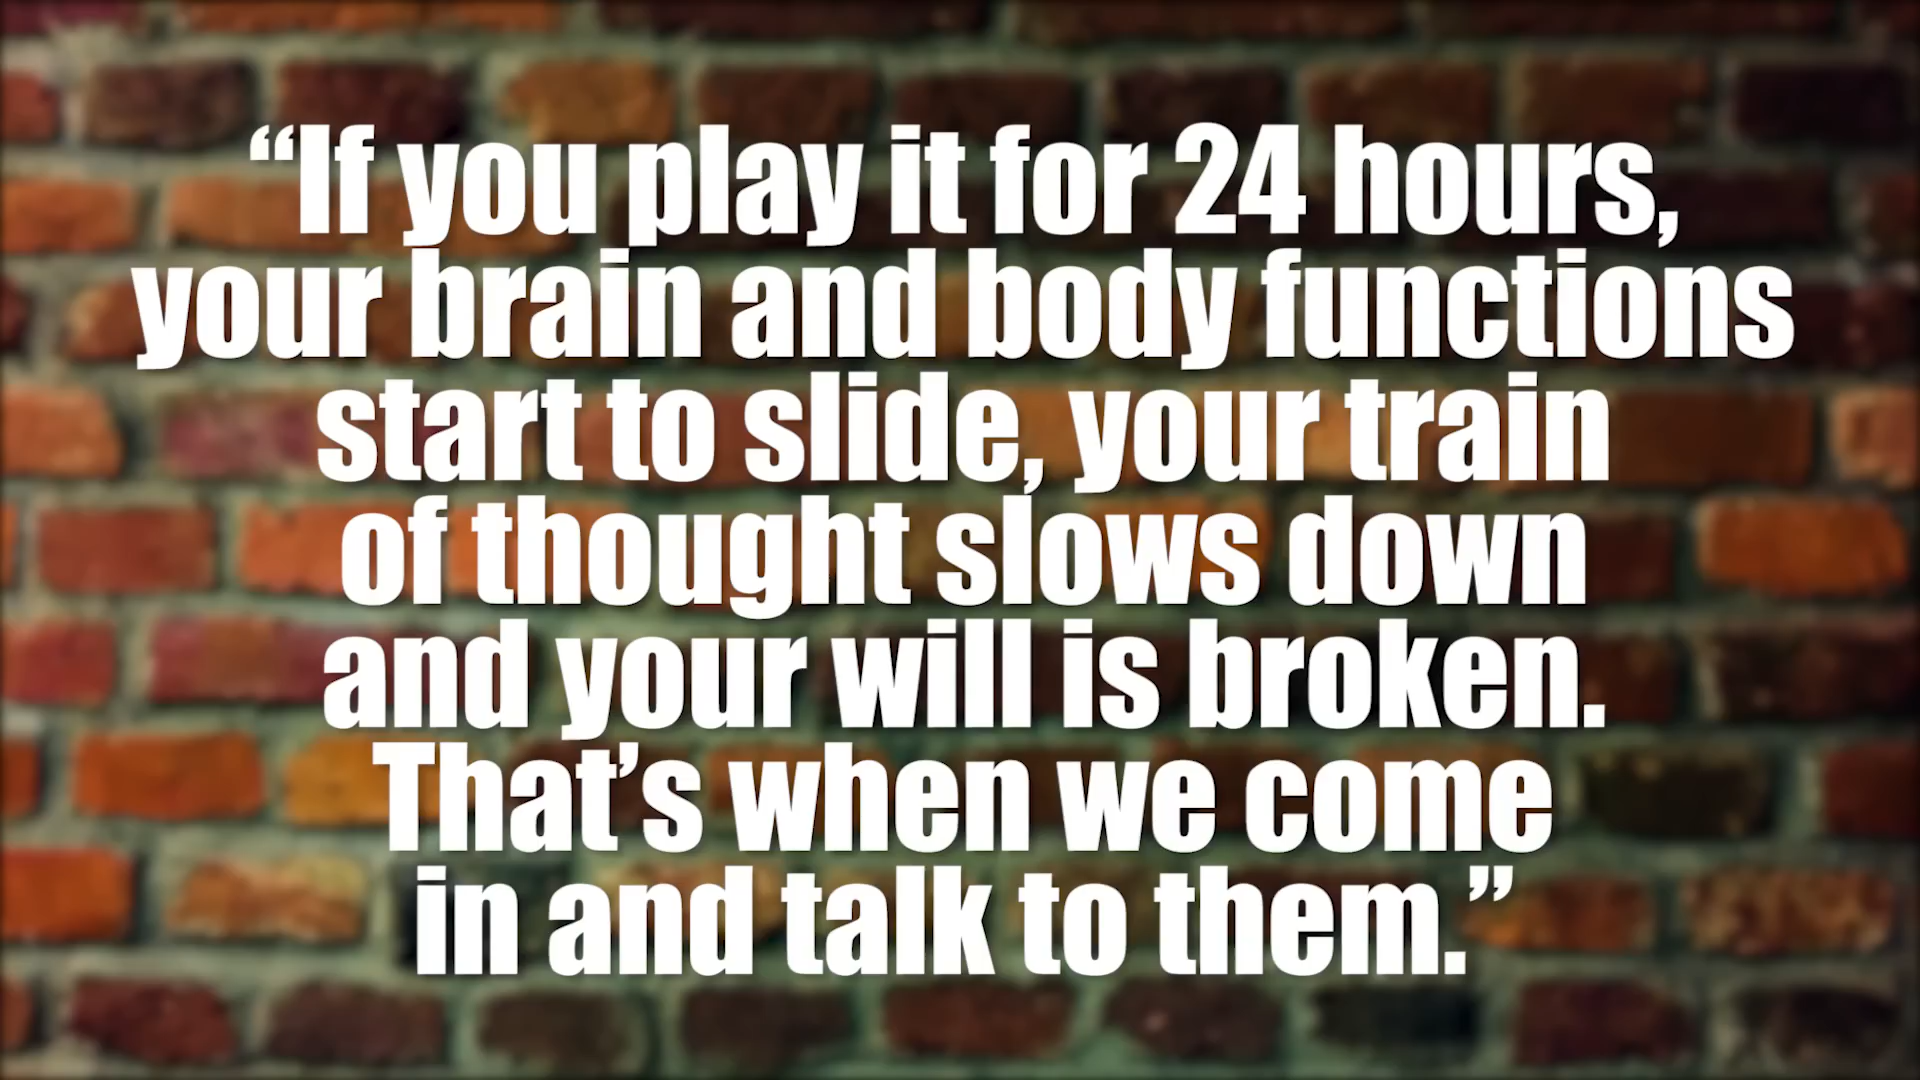 “If you play it for 24 hours,
your brain and body functions
start to slide, your train
of thought slows down
and your will is broken.
That’s when we come
in and talk to them.”